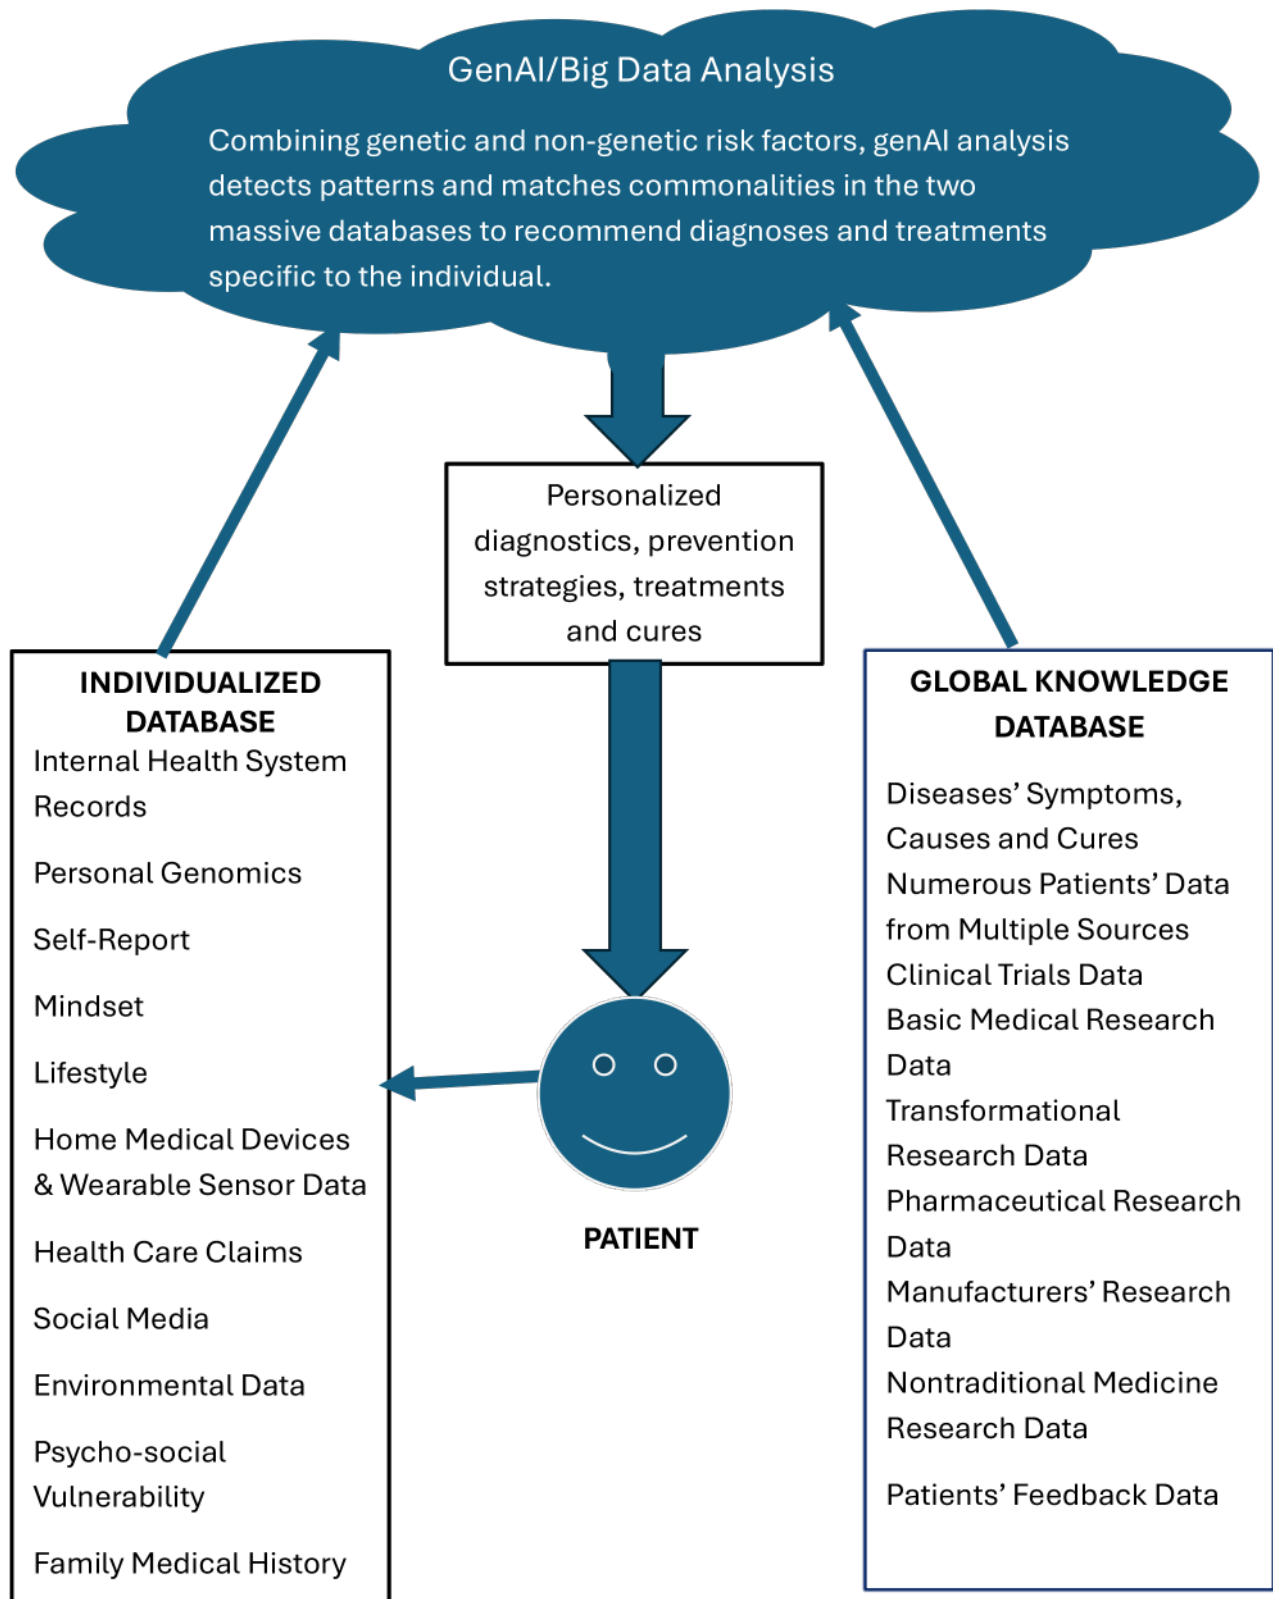 GenAI/Big Data Analysis
Combining genetic and non-genetic risk factors, genAI analysis
detects patterns and matches commonalities in the two
massive databases to recommend diagnoses and treatments
specific to the individual.
Personalized
diagnostics, prevention
strategies, treatments
and cures
INDIVIDUALIZED
DATABASE
Internal Health System
Records
Personal Genomics
Self-Report
Mindset
Lifestyle
Home Medical Devices
& Wearable Sensor Data
Health Care Claims
Social Media
Environmental Data
Psycho-social
Vulnerability
Family Medical History
PATIENT
GLOBAL KNOWLEDGE
DATABASE
Diseases’ Symptoms,
Causes and Cures
Numerous Patients’ Data
from Multiple Sources
Clinical Trials Data
Basic Medical Research
Data
Transformational
Research Data
Pharmaceutical Research
Data
Manufacturers’ Research
Data
Nontraditional Medicine
Research Data
Patients’ Feedback Data